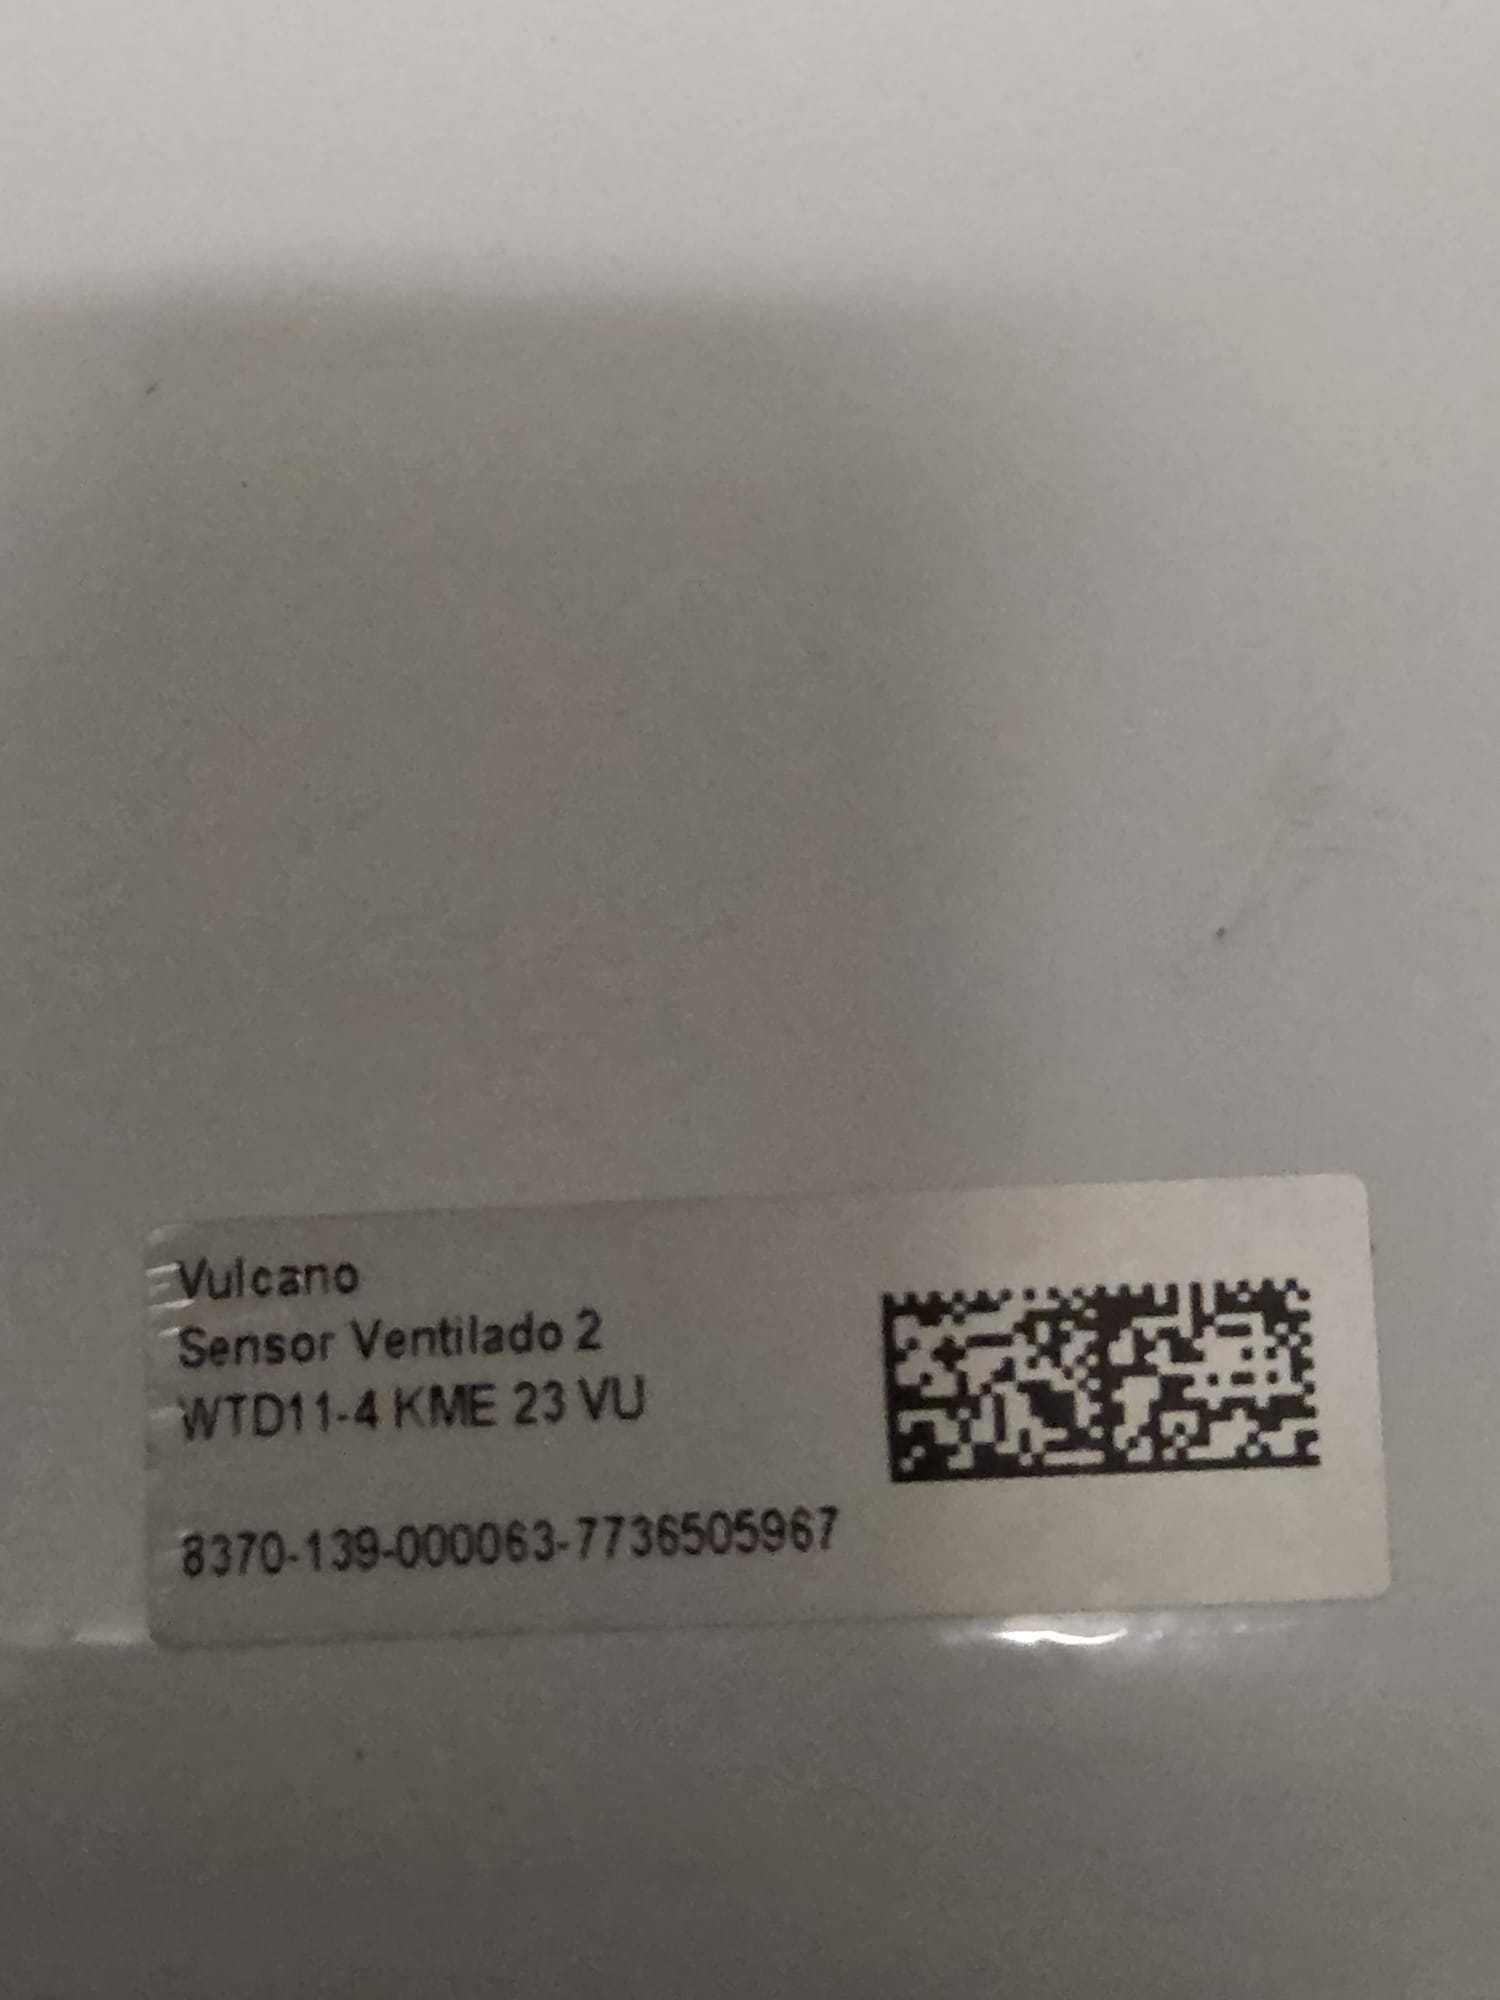 Vulcano
Sensor Ventilado 2
WTD11-4 KME 23 VU
8370-139-000063-7736505967